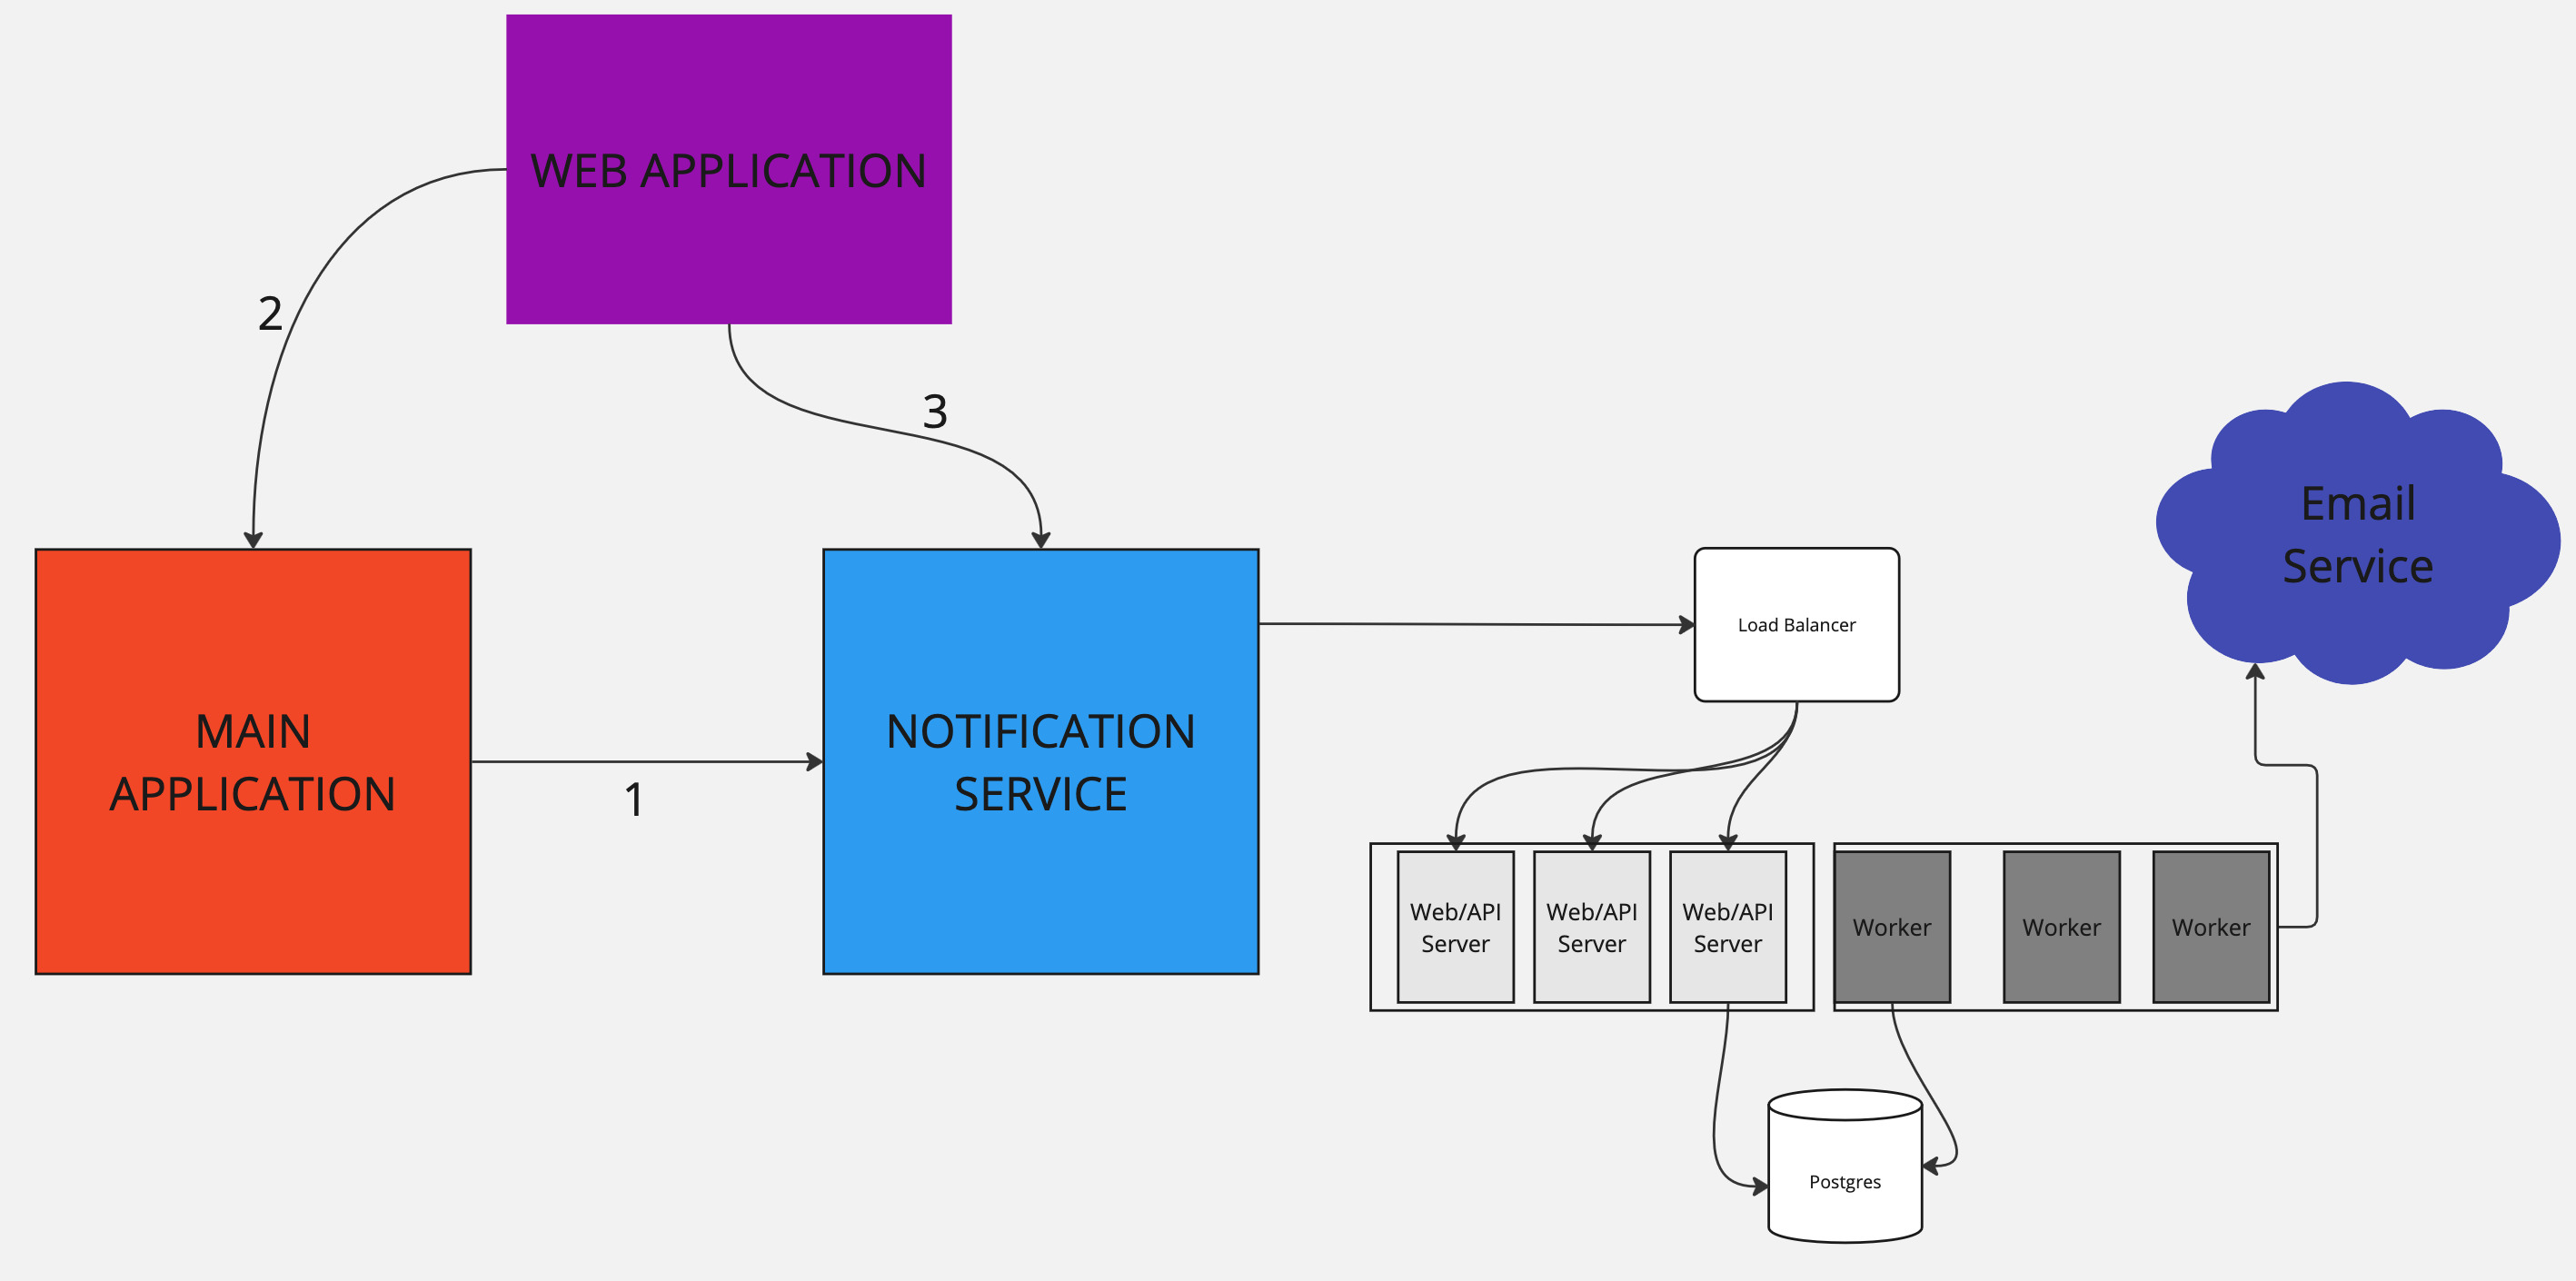 WEB APPLICATION
2
3
MAIN
APPLICATION
1
NOTIFICATION
SERVICE
Load Balancer
Email
Service
Web/API
Server
Web/API
Server
Web/API
Server
Worker
Worker
Worker
Postgres